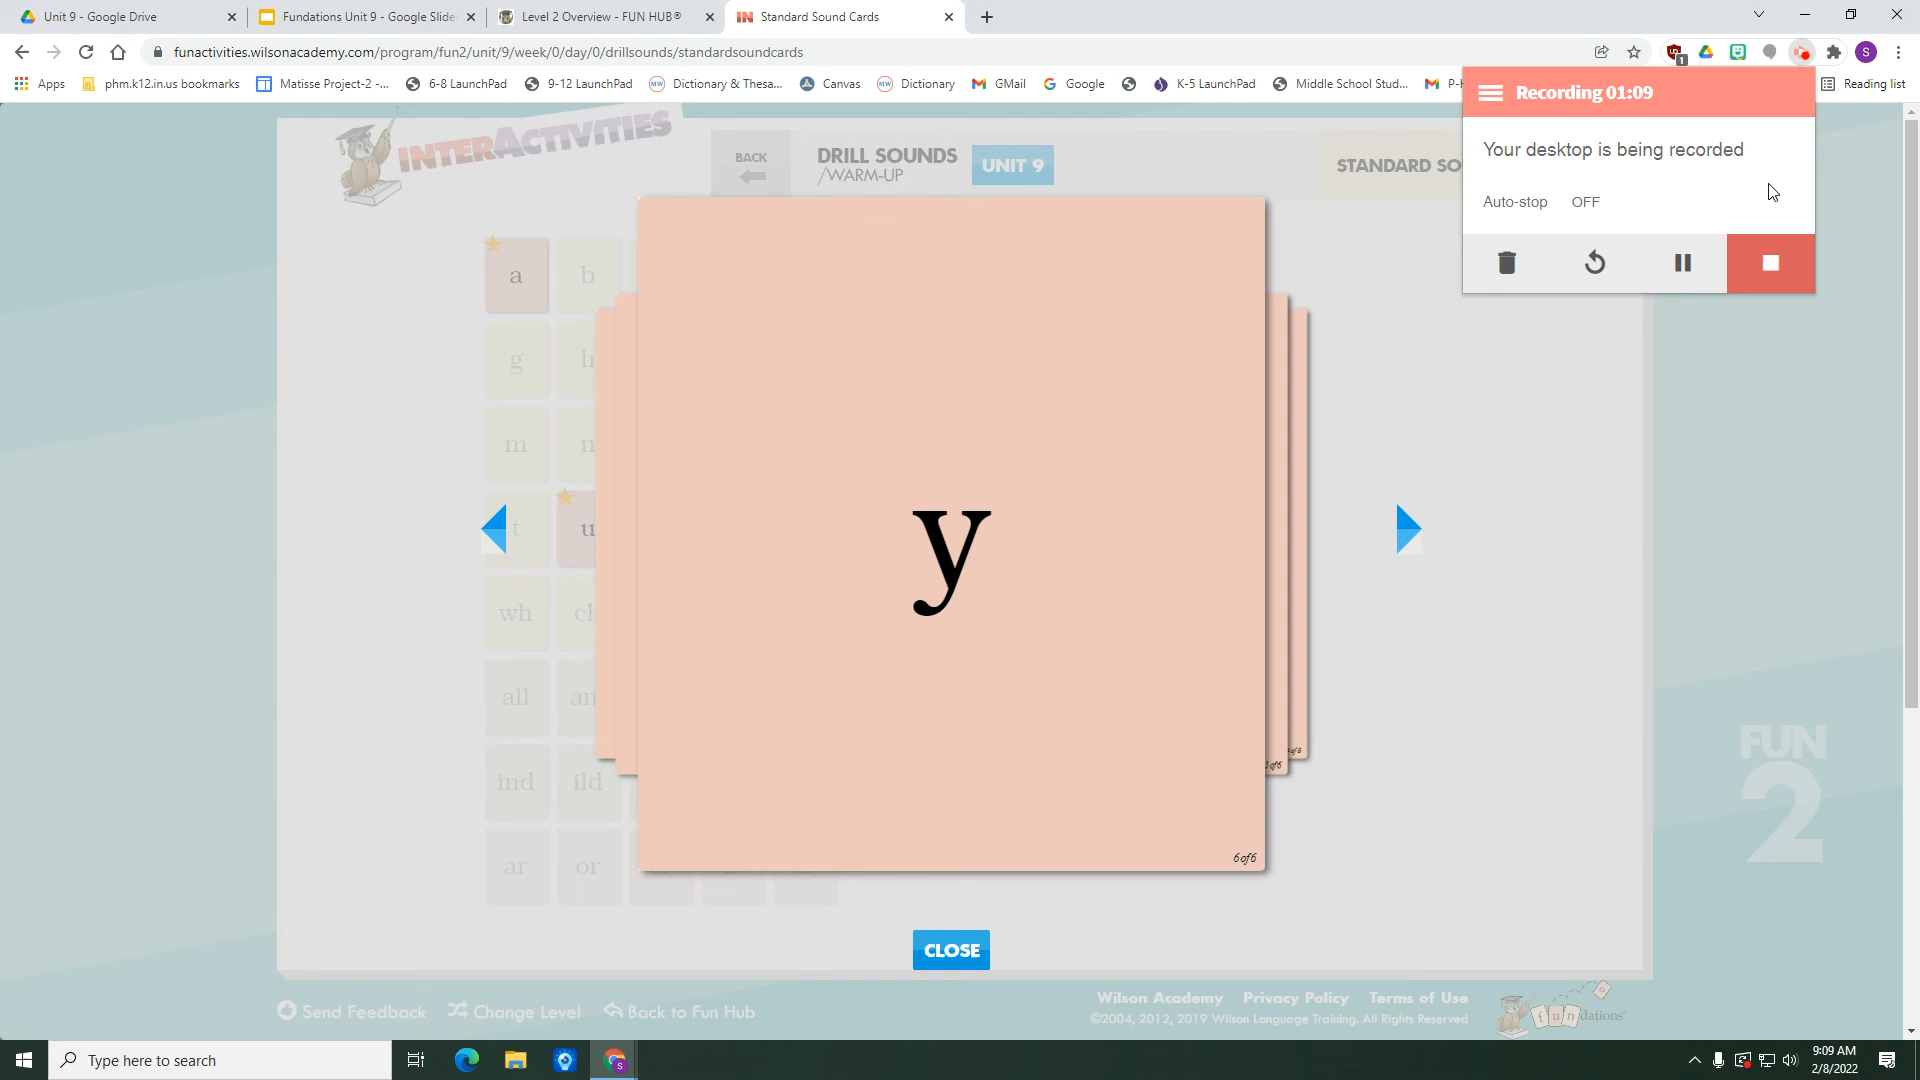 Unit 9 - Google Drive
Fundations Unit 9 - Google Slide
Level 2 Overview - FUN HUB®
Standard Sound Cards
funactivities.wilsonacademy.com/program/fun2/unit/9/week/0/day/0/drillsounds/standardsoundcards
1
S
Apps
phm.k12.in.us bookmarks
Matisse Project-2 -...
6-8 LaunchPad
9-12 LaunchPad
Dictionary & Thesa...
Canvas
Dictionary
GMail
Google
K-5 LaunchPad
Middle School Stud...
Reading list
Recording 01:09
Your desktop is being recorded
Auto-stop OFF
INTERACTIVITIES
BACK
DRILL SOUNDS
/WARM-UP
UNIT 9
STANDARD SO
a b
g h
m n
t u
wh
all
ind ild
ar or
y
6of6
CLOSE
FUN
2
Send Feedback
Change Level
Back to Fun Hub
Wilson Academy Privacy Policy Terms of Use
©2004, 2012, 2019 Wilson Language Training. All Rights Reserved
fundations®
Type here to search
9:09 AM
2/8/2022